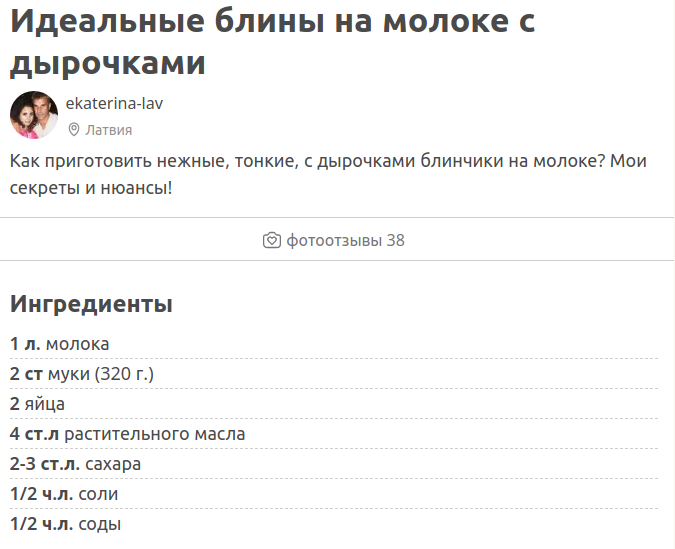 Идеальные блины на молоке с
дырочками
ekaterina-lav
Латвия
Как приготовить нежные, тонкие, с дырочками блинчики на молоке? Мои
секреты и нюансы!
фотоотзывы 38
Ингредиенты
1 л. молока
2 ст муки (320 г.)
2 яйца
4 ст.л растительного масла
2-3 ст.л. сахара
1/2 ч.л. соли
1/2 ч.л. соды